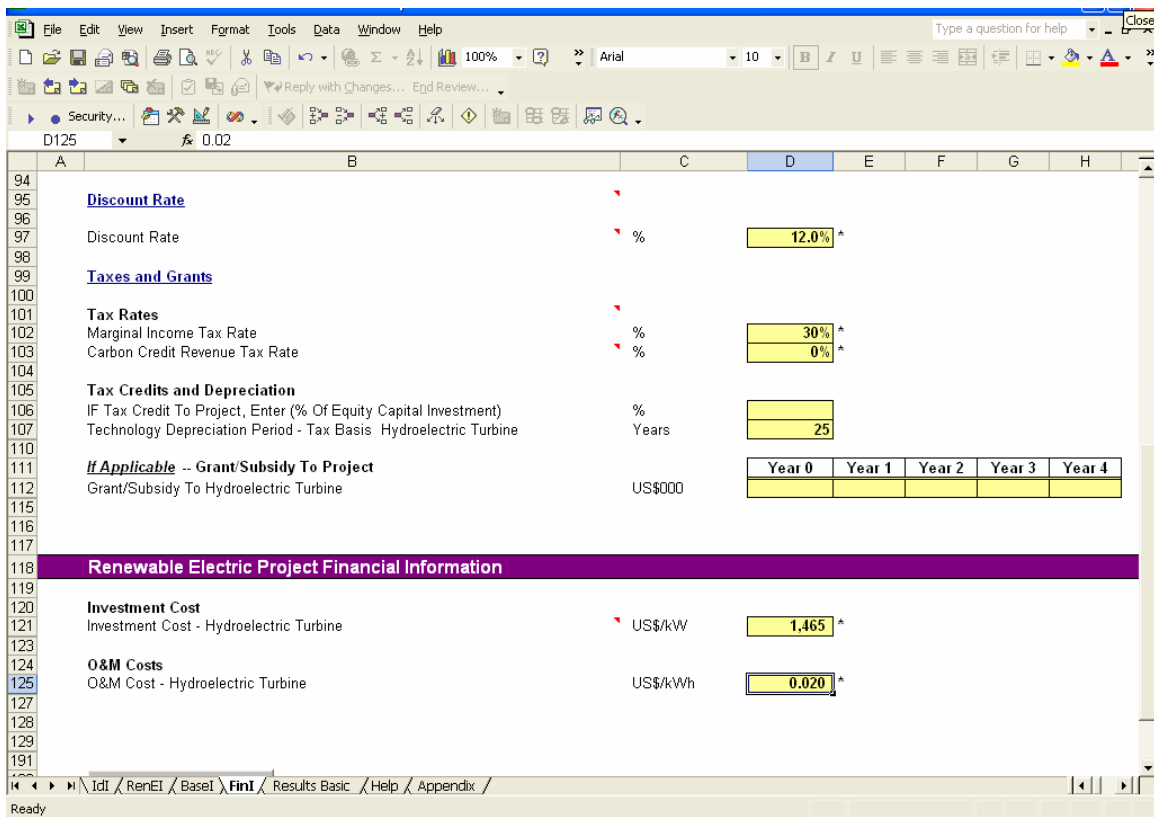 Close
File Edit View Insert Format Tools Data Window Help Type a question for help
100% Arial 10 B I U A
Reply with Changes... End Review...
Security...
D125 fx 0.02
A B C D E F G H
94
95 Discount Rate
96
97 Discount Rate % 12.0% *
98
99 Taxes and Grants
100
101 Tax Rates
102 Marginal Income Tax Rate % 30% *
103 Carbon Credit Revenue Tax Rate % 0% *
104
105 Tax Credits and Depreciation
106 IF Tax Credit To Project, Enter (% Of Equity Capital Investment) %
107 Technology Depreciation Period - Tax Basis Hydroelectric Turbine Years 25
110
111 If Applicable -- Grant/Subsidy To Project Year 0 Year 1 Year 2 Year 3 Year 4
112 Grant/Subsidy To Hydroelectric Turbine US$000
115
116
117
118 Renewable Electric Project Financial Information
119
120 Investment Cost
121 Investment Cost - Hydroelectric Turbine US$/kW 1,465 *
123
124 O&M Costs
125 O&M Cost - Hydroelectric Turbine US$/kWh 0.020 *
127
128
129
191
IdI / RenEI / BaseI \ FinI / Results Basic / Help / Appendix /
Ready